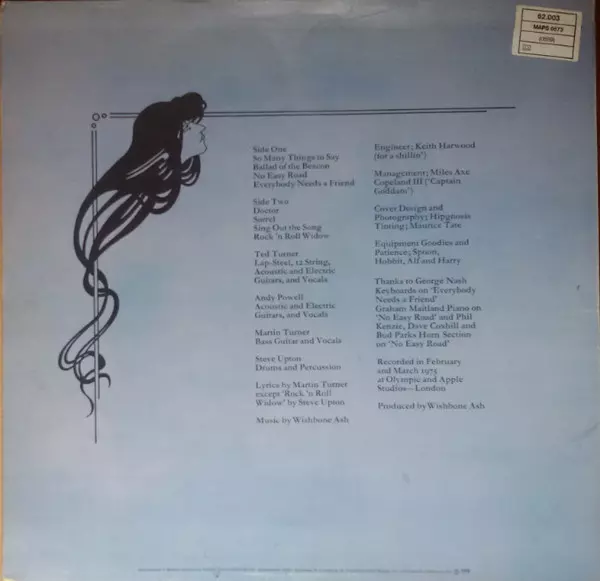 62.003
MAPS 6673
Side One
So Many Things to Say
Ballad of the Beacon
No Easy Road
Everybody Needs a Friend
Side Two
Doctor
Sorrel
Sing Out the Song
Rock 'n Roll Widow
Ted Turner
Lap-Steel, 12 String,
Acoustic and Electric
Guitars, and Vocals
Andy Powell
Acoustic and Electric
Guitars, and Vocals
Martin Turner
Bass Guitar and Vocals
Steve Upton
Drums and Percussion
Lyrics by Martin Turner
except 'Rock 'n Roll
Widow' by Steve Upton
Music by Wishbone Ash
Engineer; Keith Harwood
(for a shillin')
Management; Miles Axe
Copeland III ('Captain
Goddam')
Cover Design and
Photography; Hipgnosis
Tinting; Maurice Tate
Equipment Goodies and
Patience; Spison,
Hobbit, Alf and Harry
Thanks to George Nash
Keyboards on 'Everybody
Needs a Friend'
Graham Maitland Piano on
'No Easy Road' and Phil
Kenzie, Dave Coxhill and
Bud Parks Horn Section
on 'No Easy Road'
Recorded in February
and March 1973
at Olympic and Apple
Studios—London
Produced by Wishbone Ash